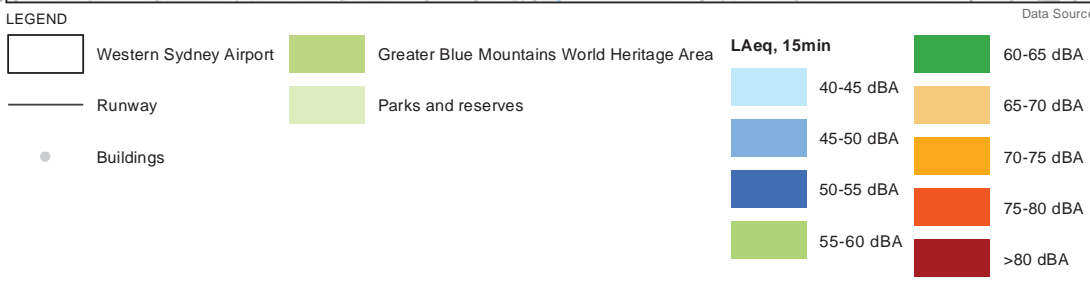 Data Source
LEGEND
Western Sydney Airport
Runway
Buildings
Greater Blue Mountains World Heritage Area
Parks and reserves
LAeq, 15min
40-45 dBA
45-50 dBA
50-55 dBA
55-60 dBA
60-65 dBA
65-70 dBA
70-75 dBA
75-80 dBA
>80 dBA